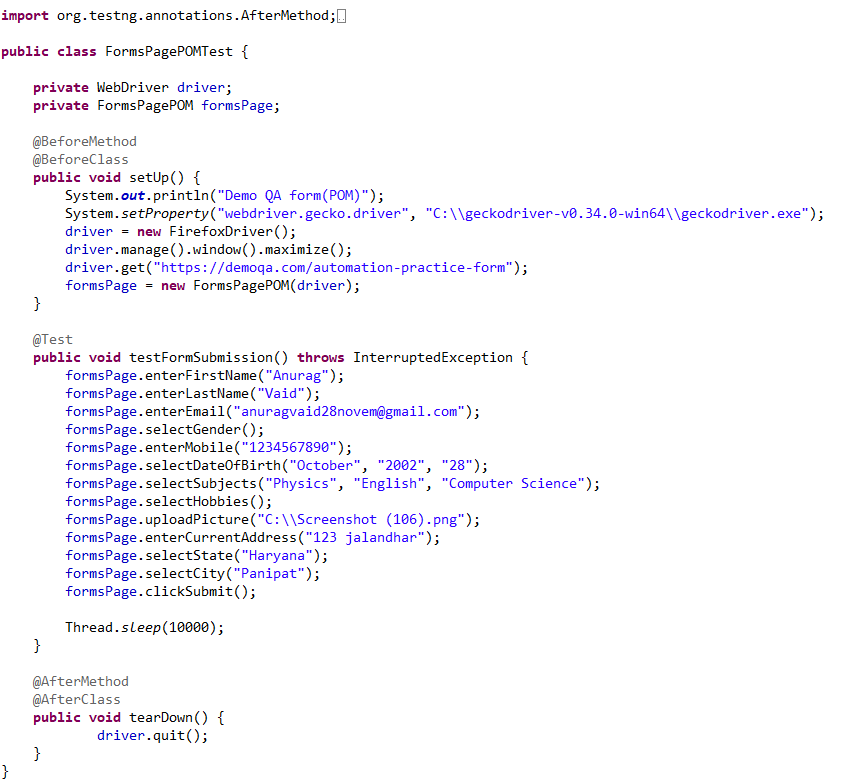 import org.testng.annotations.AfterMethod;
public class FormsPagePOMTest {
private WebDriver driver;
private FormsPagePOM formsPage;
@BeforeMethod
@BeforeClass
public void setUp() {
System.out.println("Demo QA form(POM)");
System.setProperty("webdriver.gecko.driver", "C:\\geckodriver-v0.34.0-win64\\geckodriver.exe");
driver = new FirefoxDriver();
driver.manage().window().maximize();
driver.get("https://demoqa.com/automation-practice-form");
formsPage = new FormsPagePOM(driver);
}
@Test
public void testFormSubmission() throws InterruptedException {
formsPage.enterFirstName("Anurag");
formsPage.enterLastName("Vaid");
formsPage.enterEmail("anuragvaid28novem@gmail.com");
formsPage.selectGender();
formsPage.enterMobile("1234567890");
formsPage.selectDateOfBirth("October", "2002", "28");
formsPage.selectSubjects("Physics", "English", "Computer Science");
formsPage.selectHobbies();
formsPage.uploadPicture("C:\\Screenshot (106).png");
formsPage.enterCurrentAddress("123 jalandhar");
formsPage.selectState("Haryana");
formsPage.selectCity("Panipat");
formsPage.clickSubmit();
Thread.sleep(10000);
}
@AfterMethod
@AfterClass
public void tearDown() {
driver.quit();
}
}